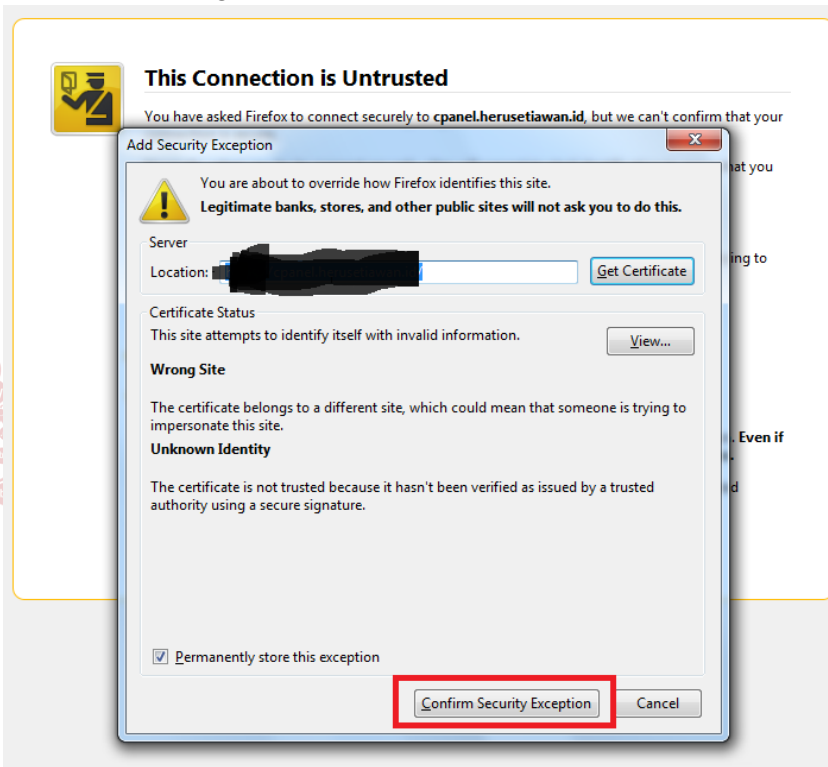 This Connection is Untrusted
You have asked Firefox to connect securely to cpanel.herusetiawan.id, but we can't confirm that your
Add Security Exception
hat you
You are about to override how Firefox identifies this site.
Legitimate banks, stores, and other public sites will not ask you to do this.
Server
ing to
Location:
Get Certificate
Certificate Status
This site attempts to identify itself with invalid information.
View...
Wrong Site
The certificate belongs to a different site, which could mean that someone is trying to
impersonate this site.
. Even if
Unknown Identity
The certificate is not trusted because it hasn't been verified as issued by a trusted
d
authority using a secure signature.
Permanently store this exception
Confirm Security Exception
Cancel